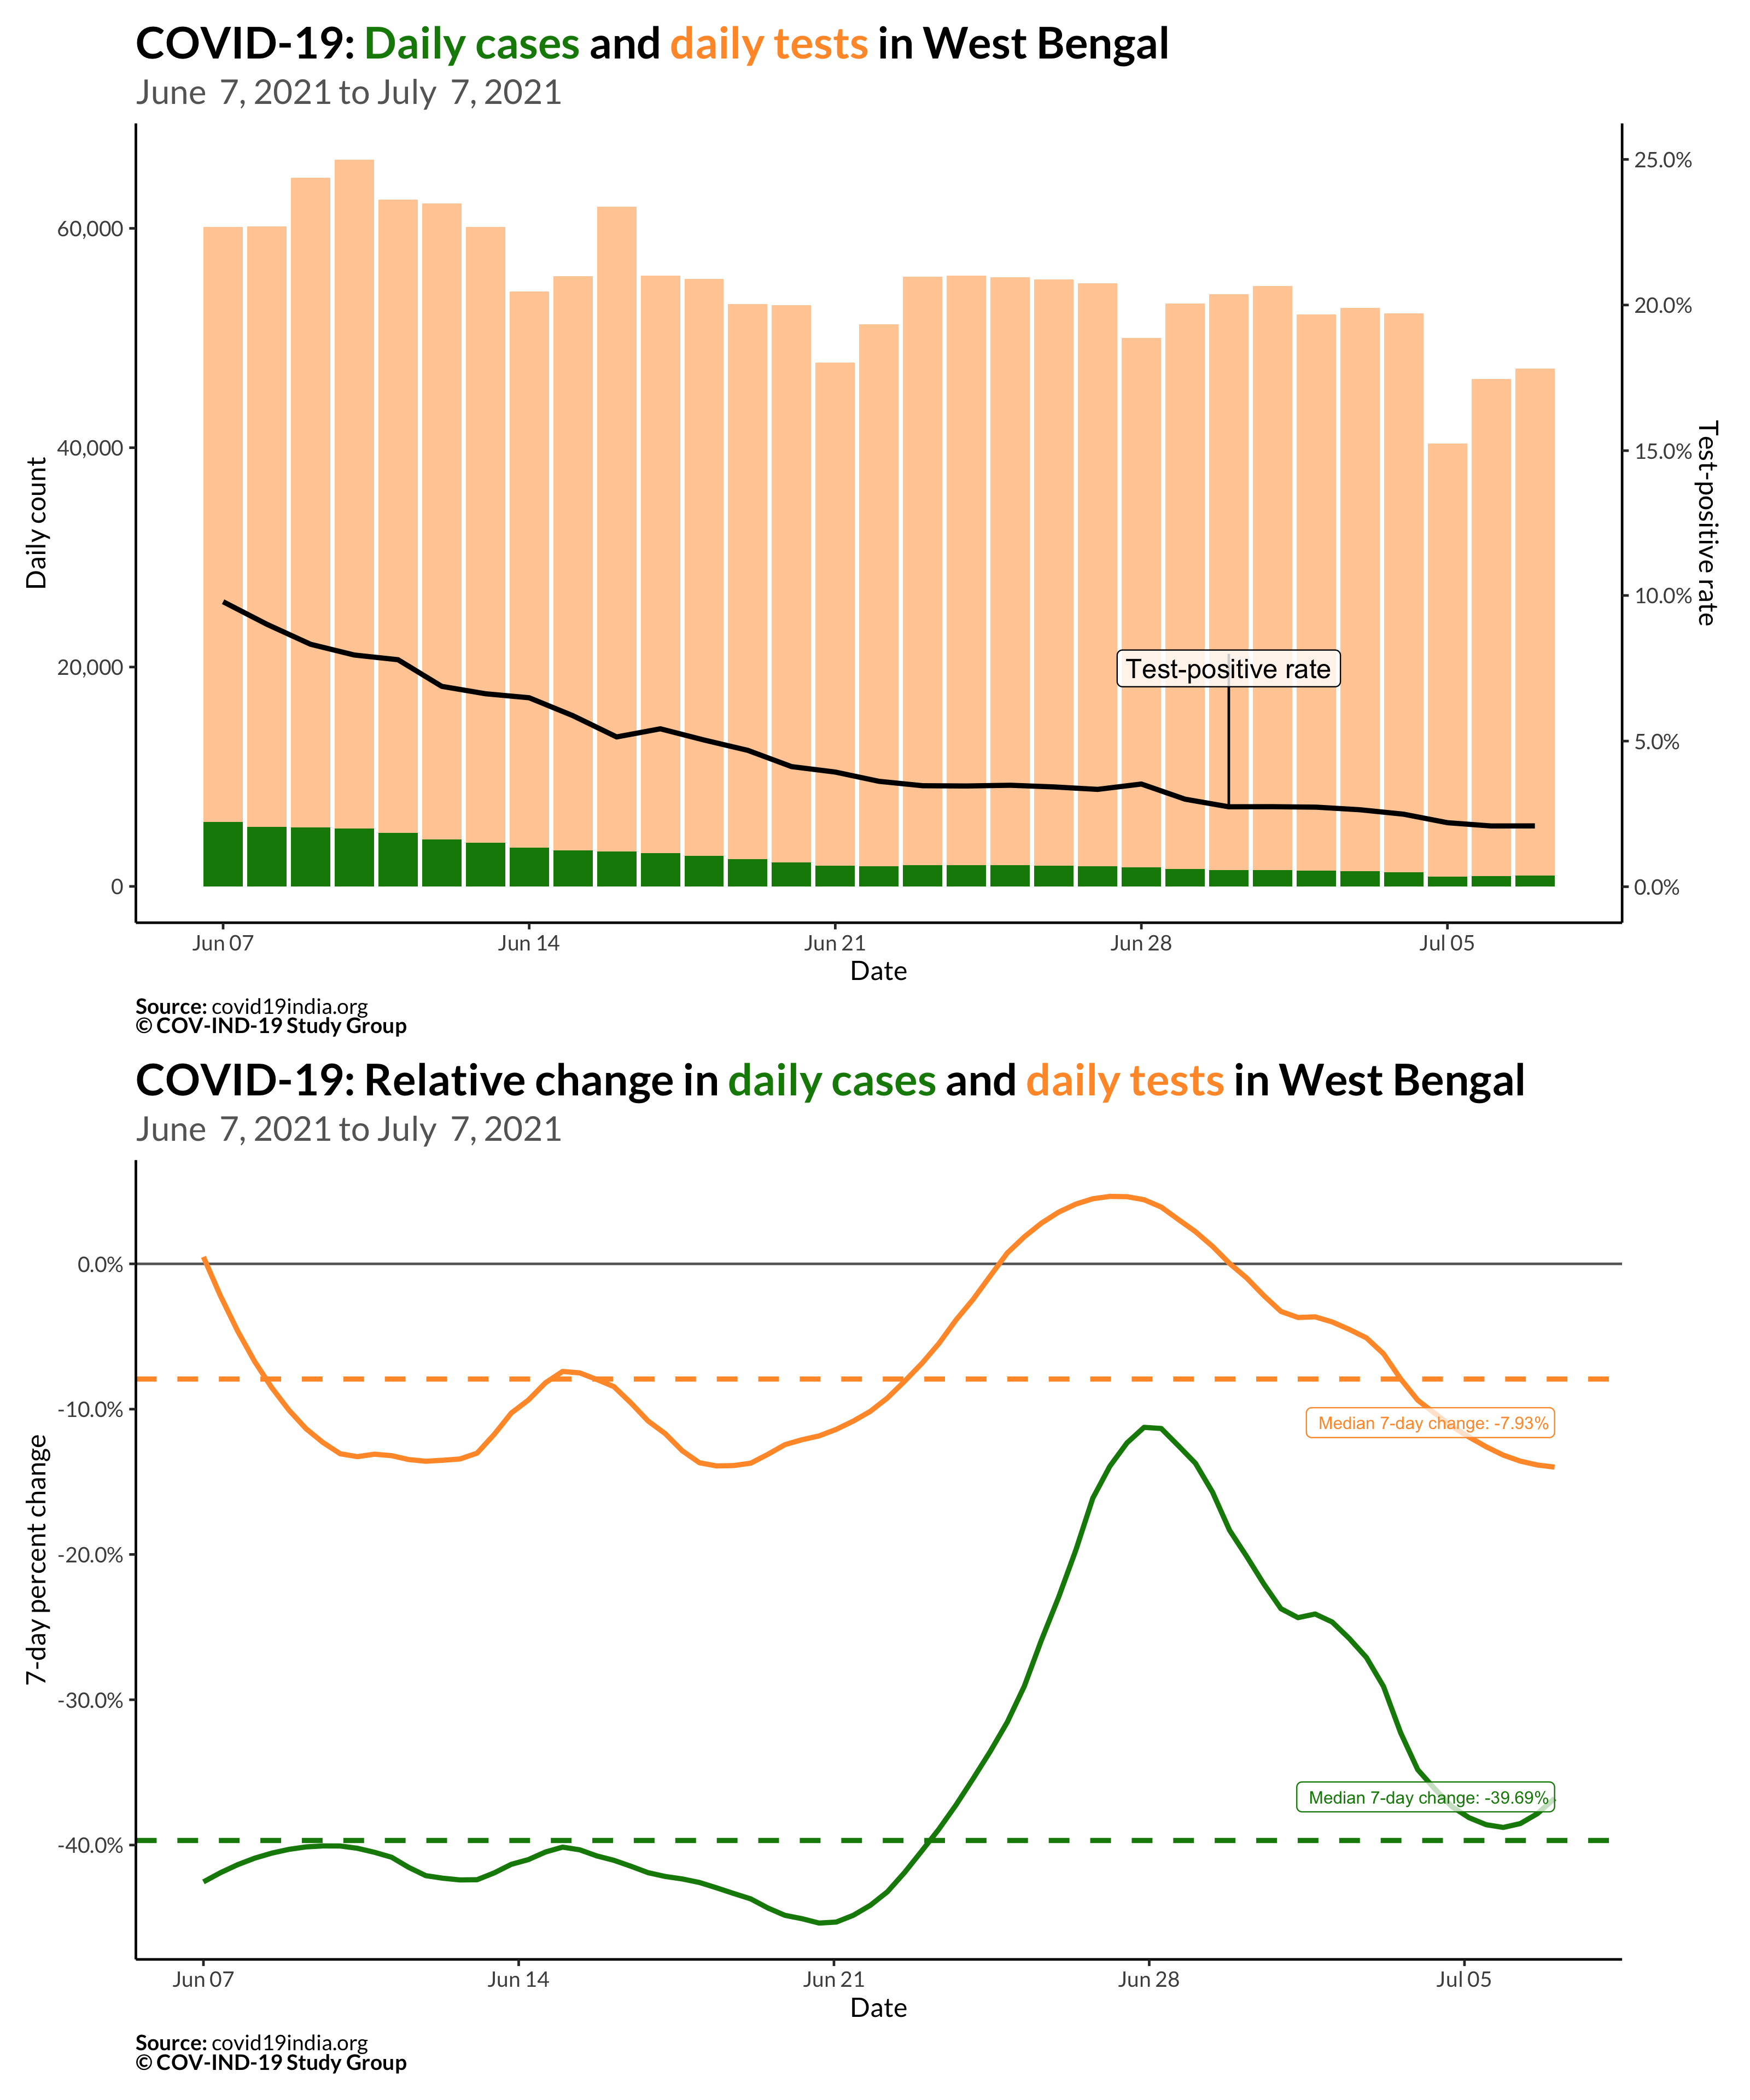 COVID-19: Daily cases and daily tests in West Bengal
June 7, 2021 to July 7, 2021
Daily count
60,000
40,000
20,000
0
25.0%
20.0%
15.0%
10.0%
5.0%
0.0%
Test-positive rate
Test-positive rate
Jun 07 Jun 14 Jun 21 Jun 28 Jul 05
Date
Source: covid19india.org
© COV-IND-19 Study Group
COVID-19: Relative change in daily cases and daily tests in West Bengal
June 7, 2021 to July 7, 2021
7-day percent change
0.0%
-10.0%
-20.0%
-30.0%
-40.0%
Median 7-day change: -7.93%
Median 7-day change: -39.69%
Jun 07 Jun 14 Jun 21 Jun 28 Jul 05
Date
Source: covid19india.org
© COV-IND-19 Study Group